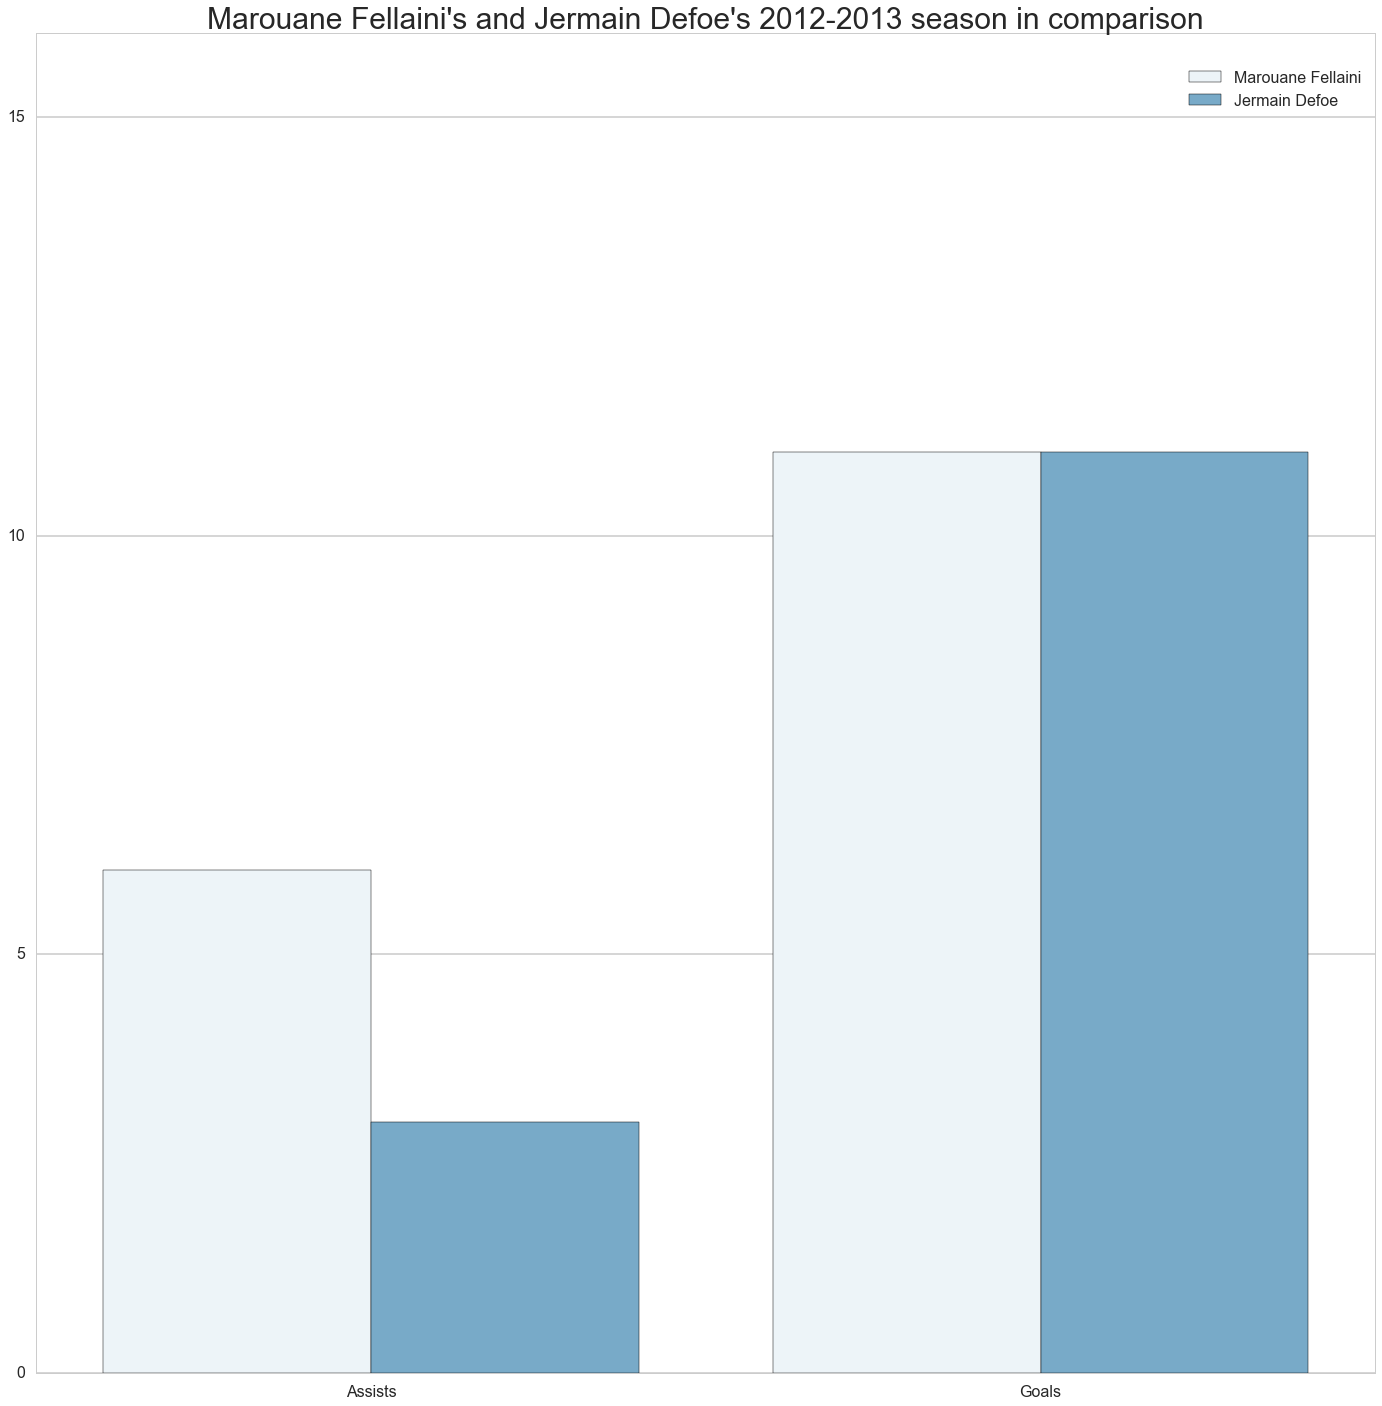 Marouane Fellaini's and Jermain Defoe's 2012-2013 season in comparison
Marouane Fellaini
Jermain Defoe
15
10
5
0
Assists
Goals